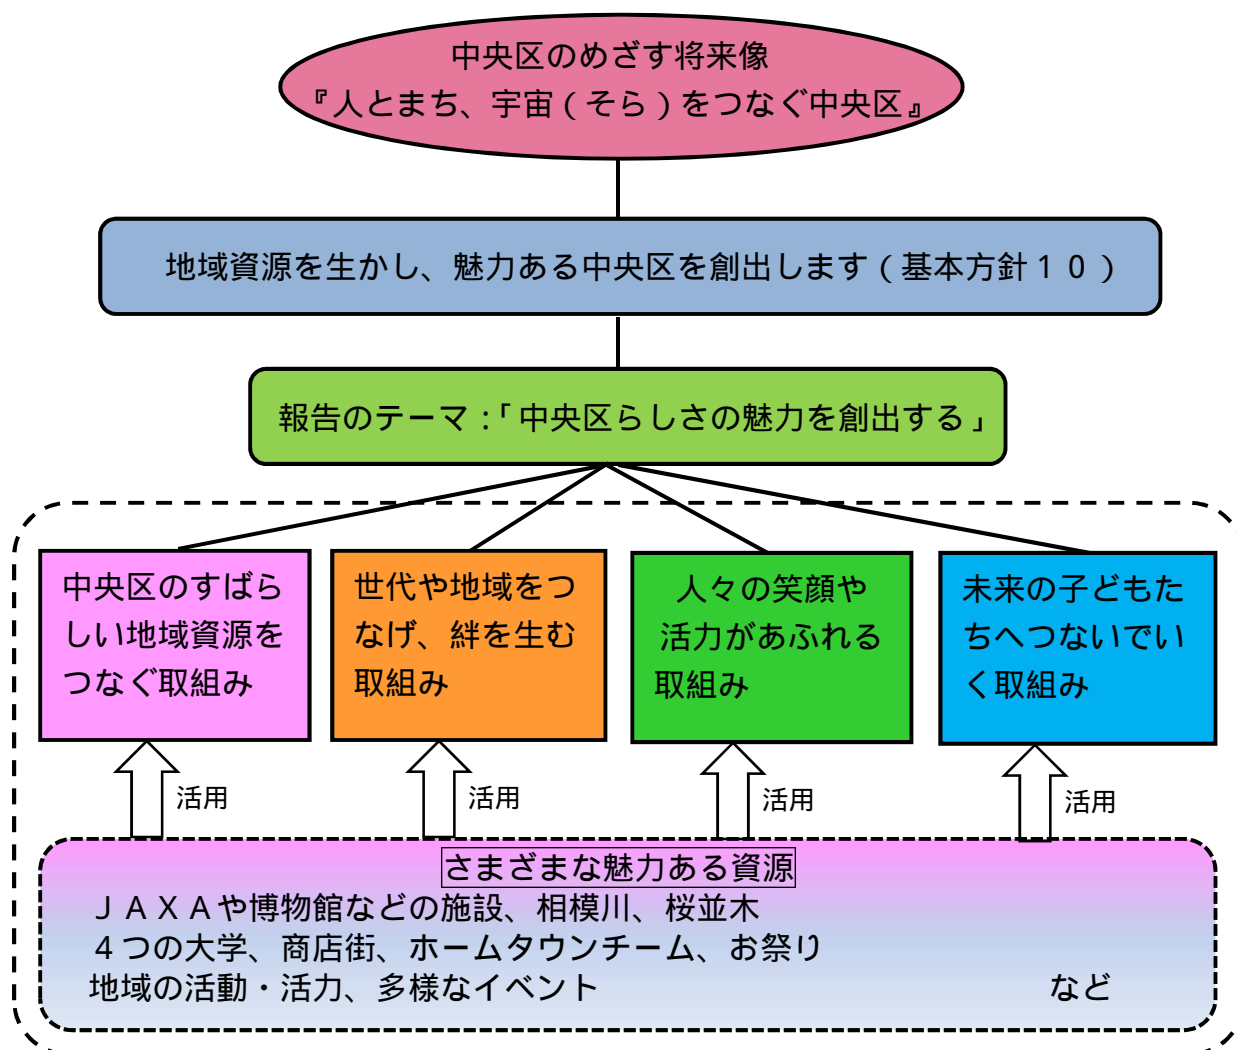 中央区のめざす将来像
『人とまち、宇宙（そら）をつなぐ中央区』
地域資源を生かし、魅力ある中央区を創出します（基本方針１０）
報告のテーマ：「中央区らしさの魅力を創出する」
中央区のすばら
しい地域資源を
つなぐ取組み
世代や地域をつ
なげ、絆を生む
取組み
人々の笑顔や
活力があふれる
取組み
未来の子どもた
ちへつないでい
く取組み
活用
活用
活用
活用
さまざまな魅力ある資源
ＪＡＸＡや博物館などの施設、相模川、桜並木
４つの大学、商店街、ホームタウンチーム、お祭り
地域の活動・活力、多様なイベント　など